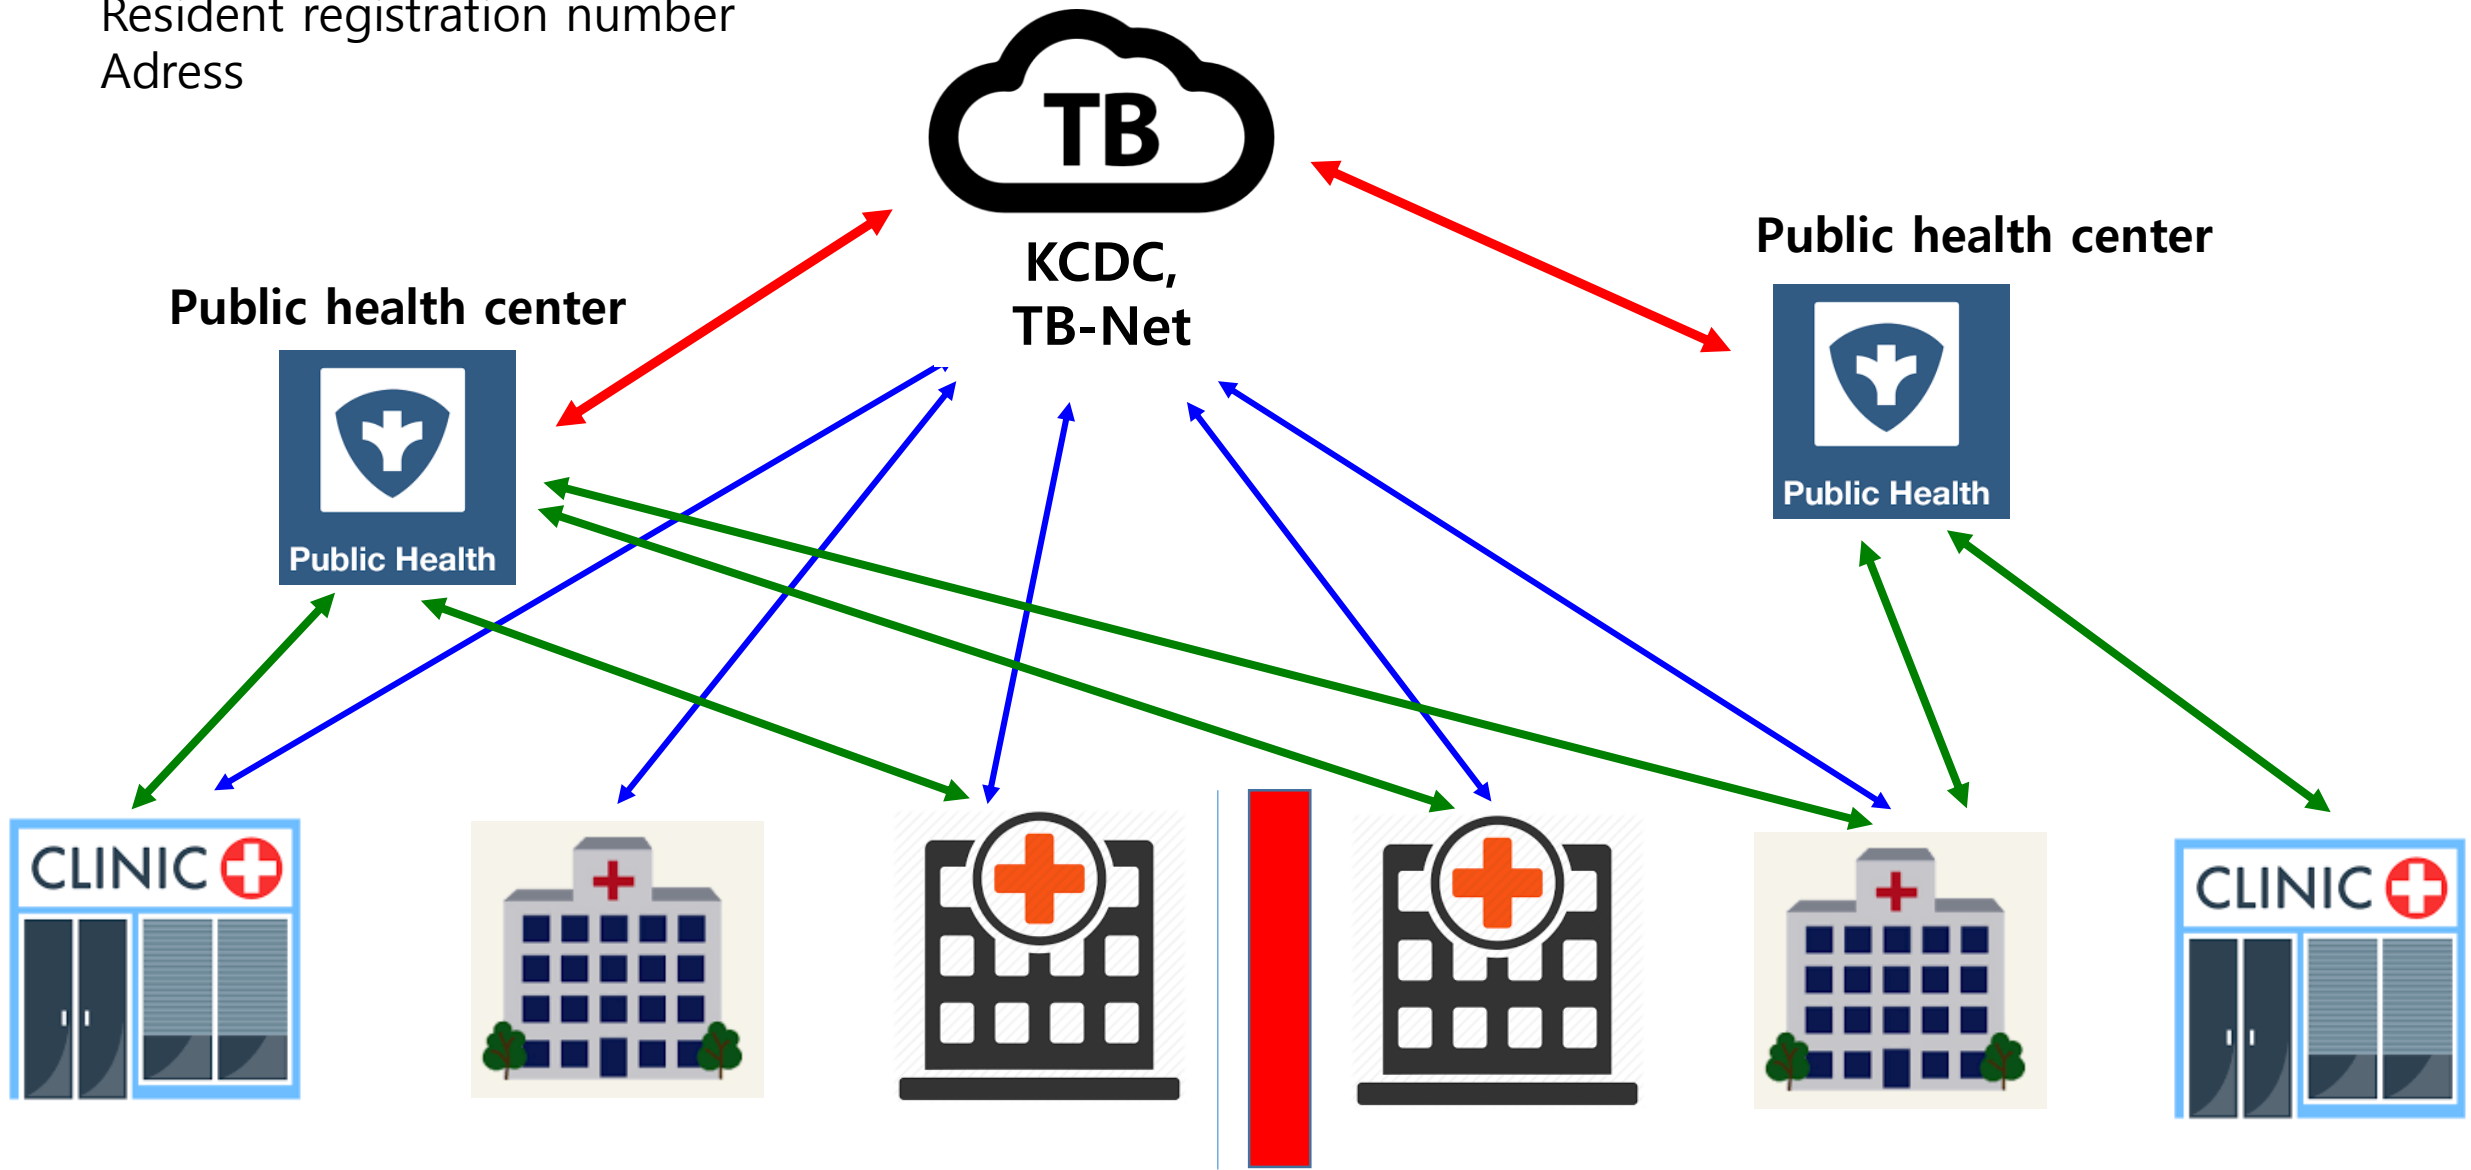 Resident registration number
Adress
TB
KCDC,
TB-Net
Public health center
Public health center
Public Health
Public Health
CLINIC
CLINIC